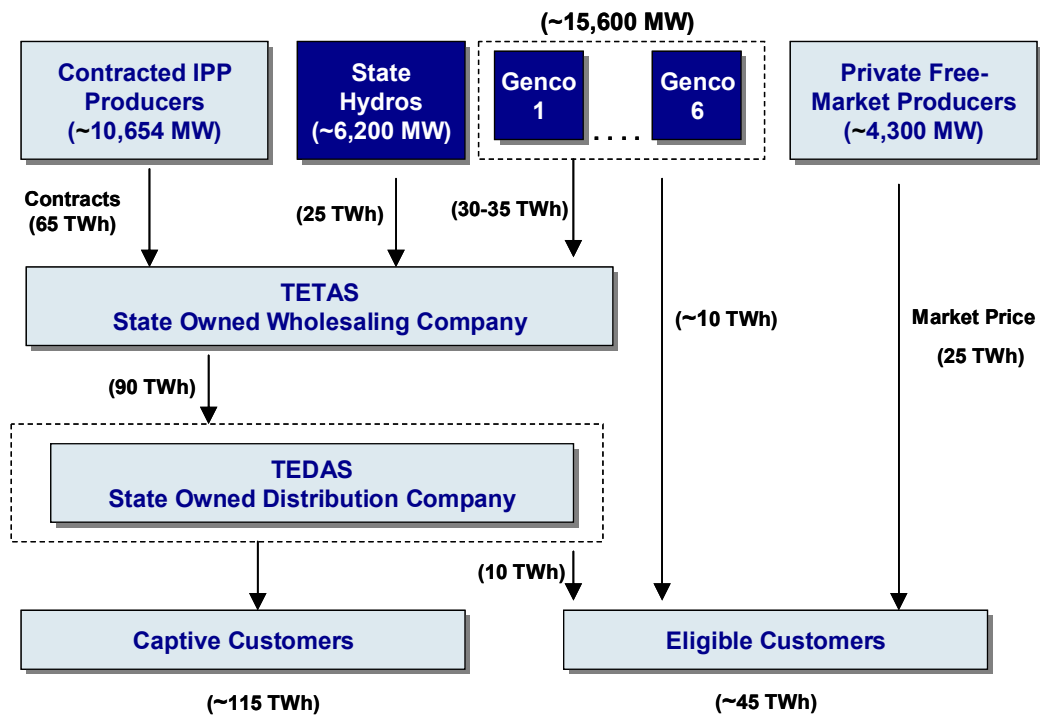 (~15,600 MW)
Contracted IPP
Producers
(~10,654 MW)
State
Hydros
(~6,200 MW)
Genco
1
. . . .
Genco
6
Private Free-
Market Producers
(~4,300 MW)
Contracts
(65 TWh)
(25 TWh)
(30-35 TWh)
TETAS
State Owned Wholesaling Company
(~10 TWh)
Market Price
(25 TWh)
(90 TWh)
TEDAS
State Owned Distribution Company
(10 TWh)
Captive Customers
Eligible Customers
(~115 TWh)
(~45 TWh)